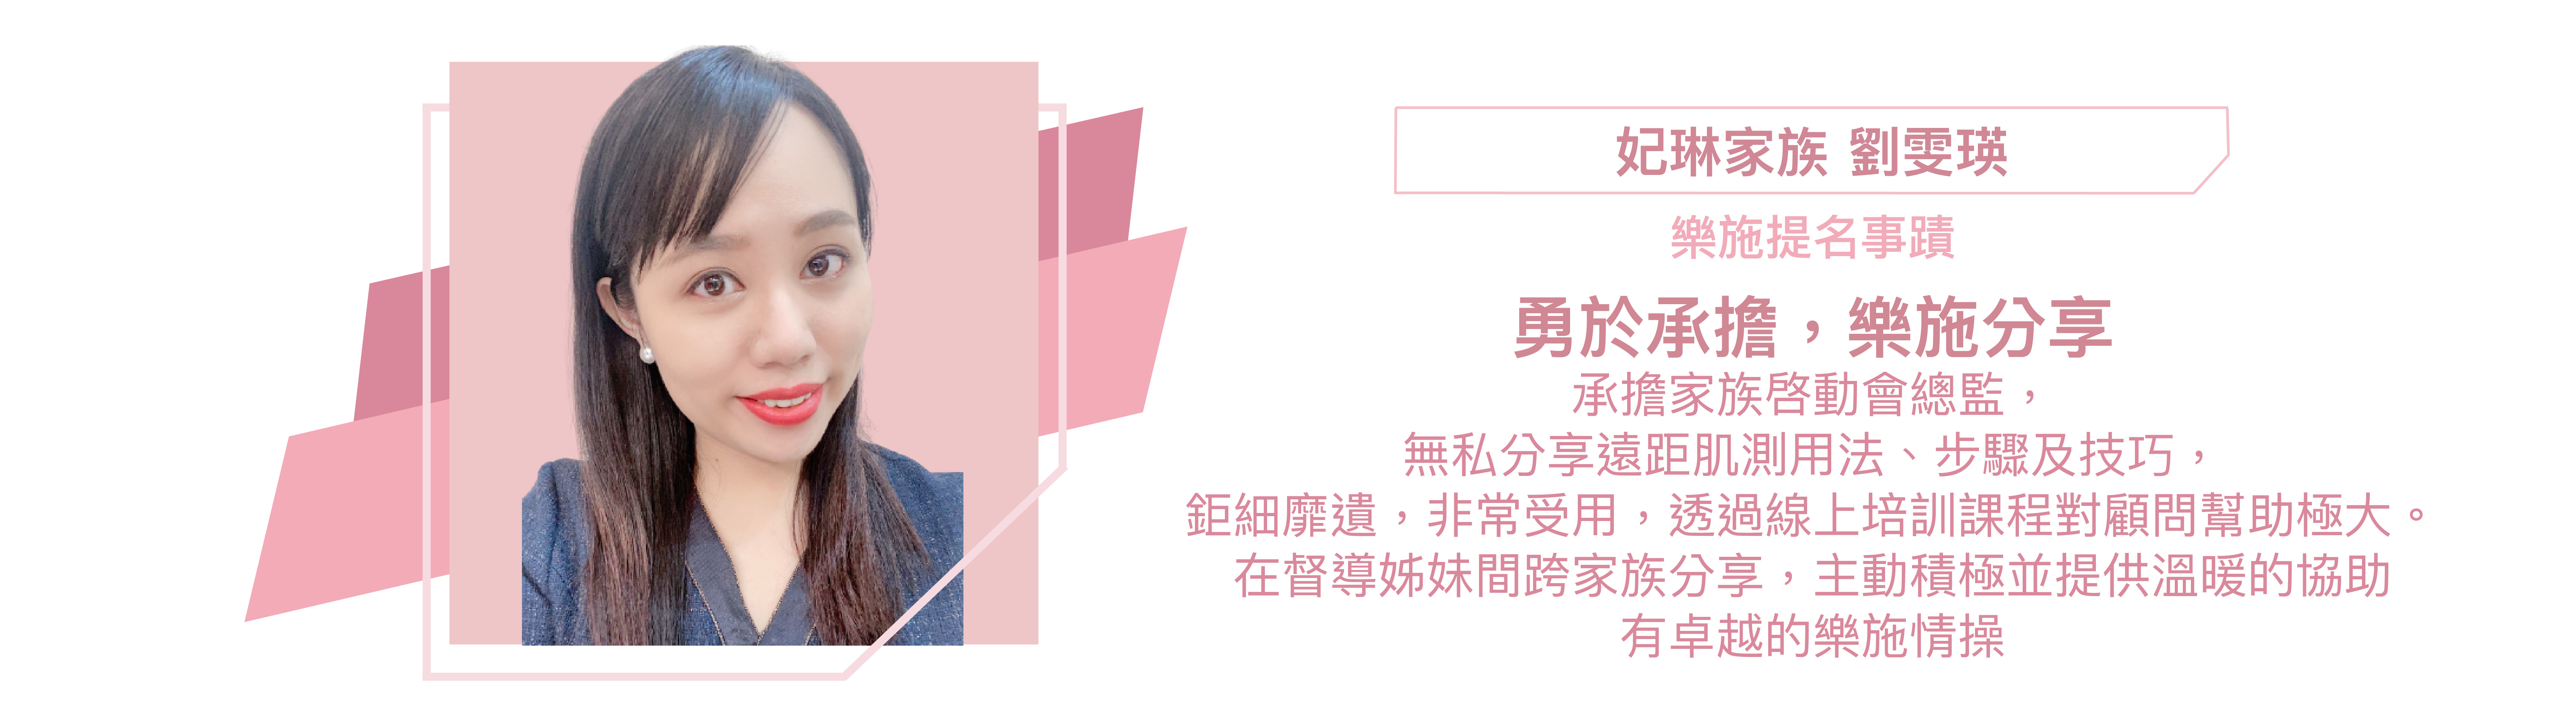 妃琳家族 劉雯瑛
樂施提名事蹟
勇於承擔，樂施分享
承擔家族啓動會總監，
無私分享遠距肌測用法、步驟及技巧，
鉅細靡遺，非常受用，透過線上培訓課程對顧問幫助極大。
在督導姊妹間跨家族分享，主動積極並提供溫暖的協助
有卓越的樂施情操